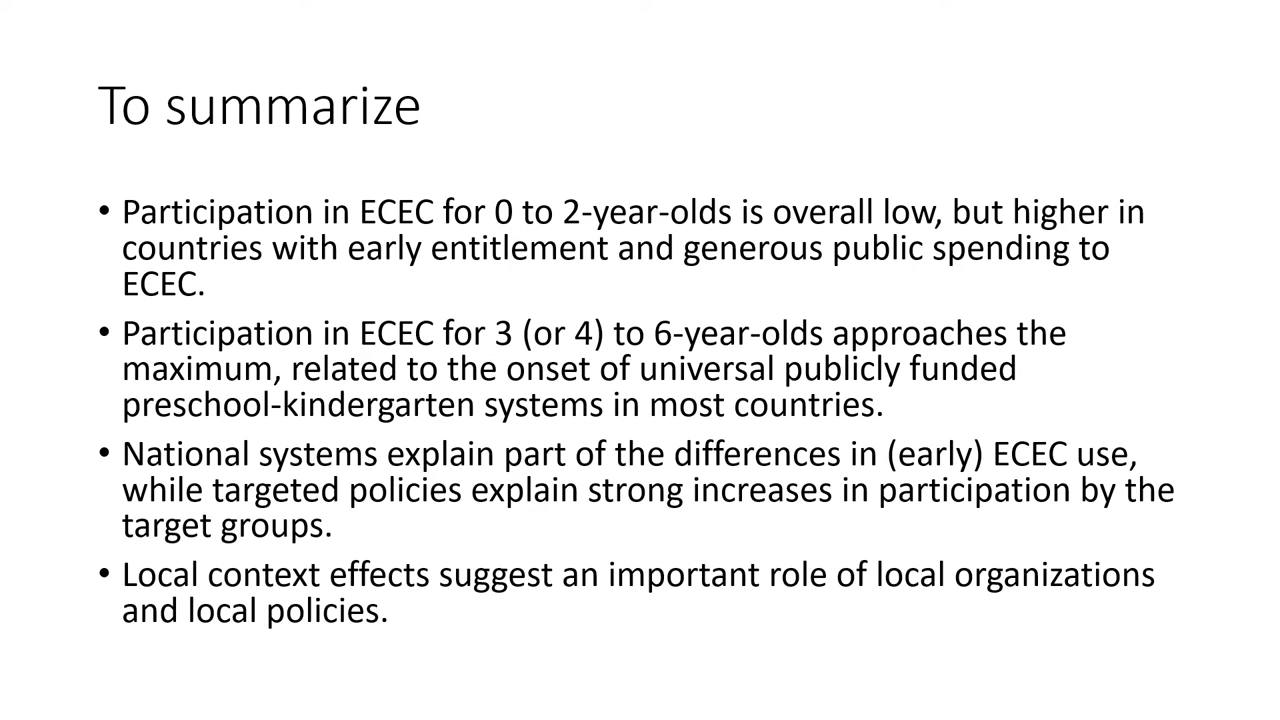 To summarize
• Participation in ECEC for 0 to 2-year-olds is overall low, but higher in
countries with early entitlement and generous public spending to
ECEC.
• Participation in ECEC for 3 (or 4) to 6-year-olds approaches the
maximum, related to the onset of universal publicly funded
preschool-kindergarten systems in most countries.
• National systems explain part of the differences in (early) ECEC use,
while targeted policies explain strong increases in participation by the
target groups.
• Local context effects suggest an important role of local organizations
and local policies.